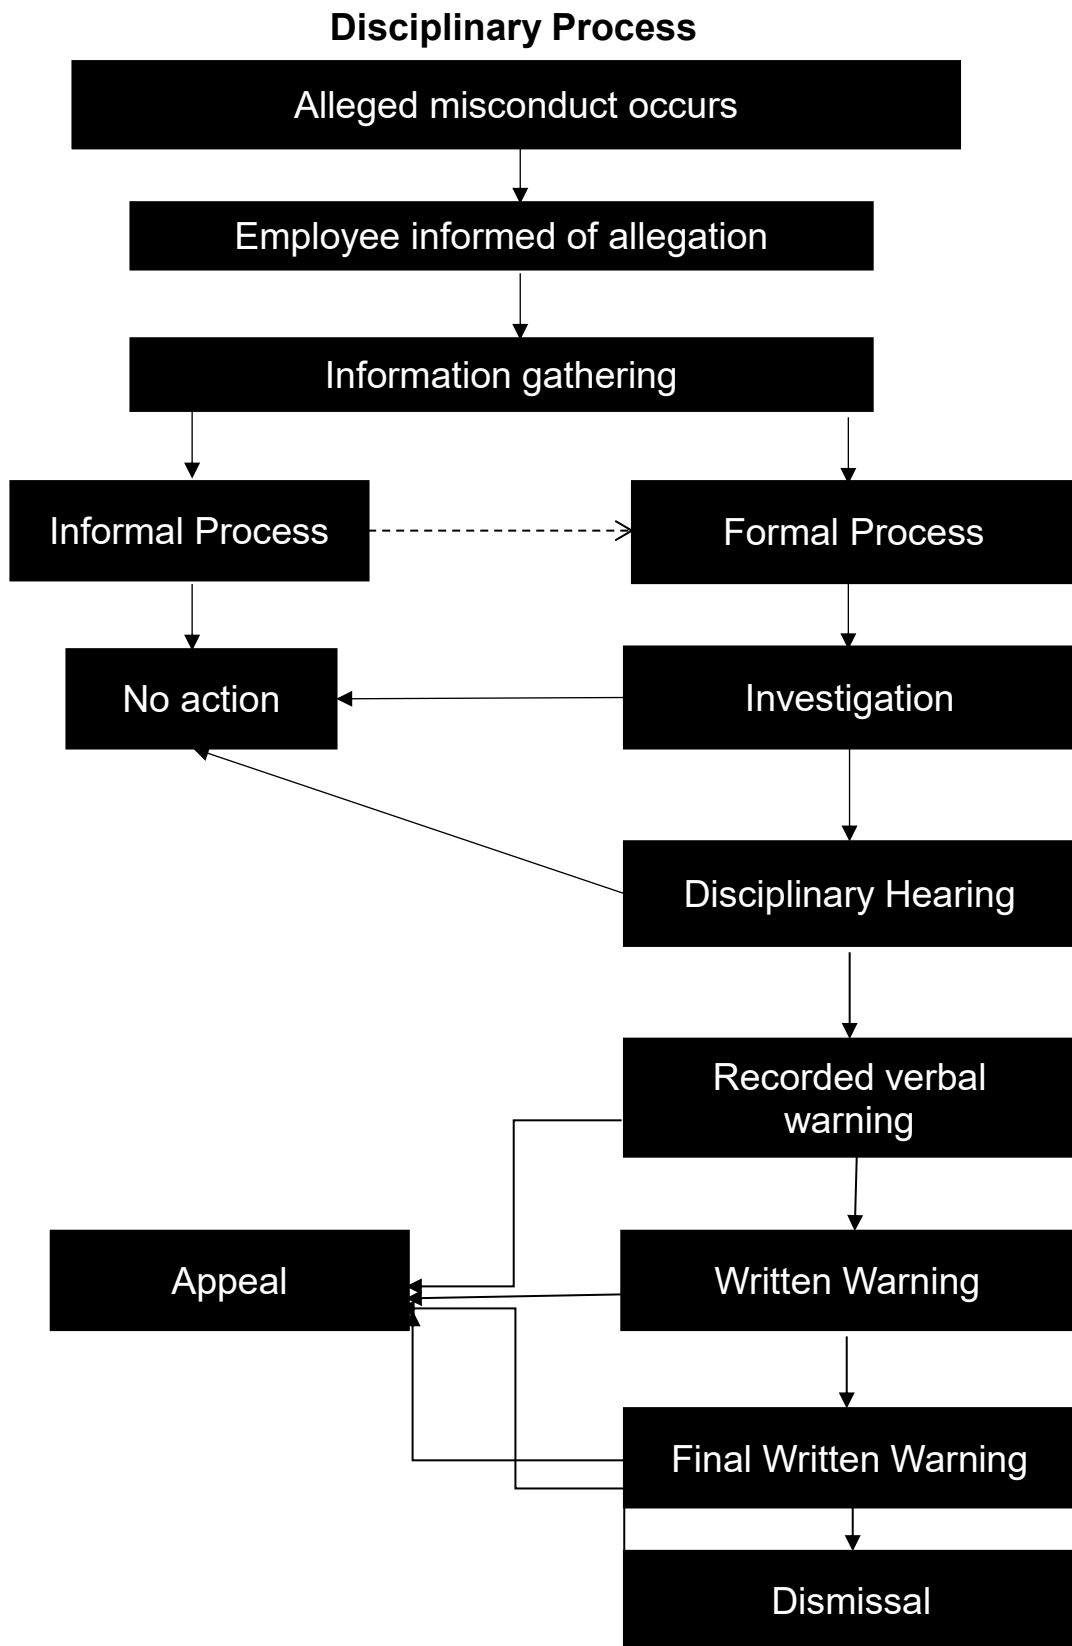 Disciplinary Process
Alleged misconduct occurs
Employee informed of allegation
Information gathering
Informal Process
Formal Process
No action
Investigation
Disciplinary Hearing
Recorded verbal
warning
Appeal
Written Warning
Final Written Warning
Dismissal